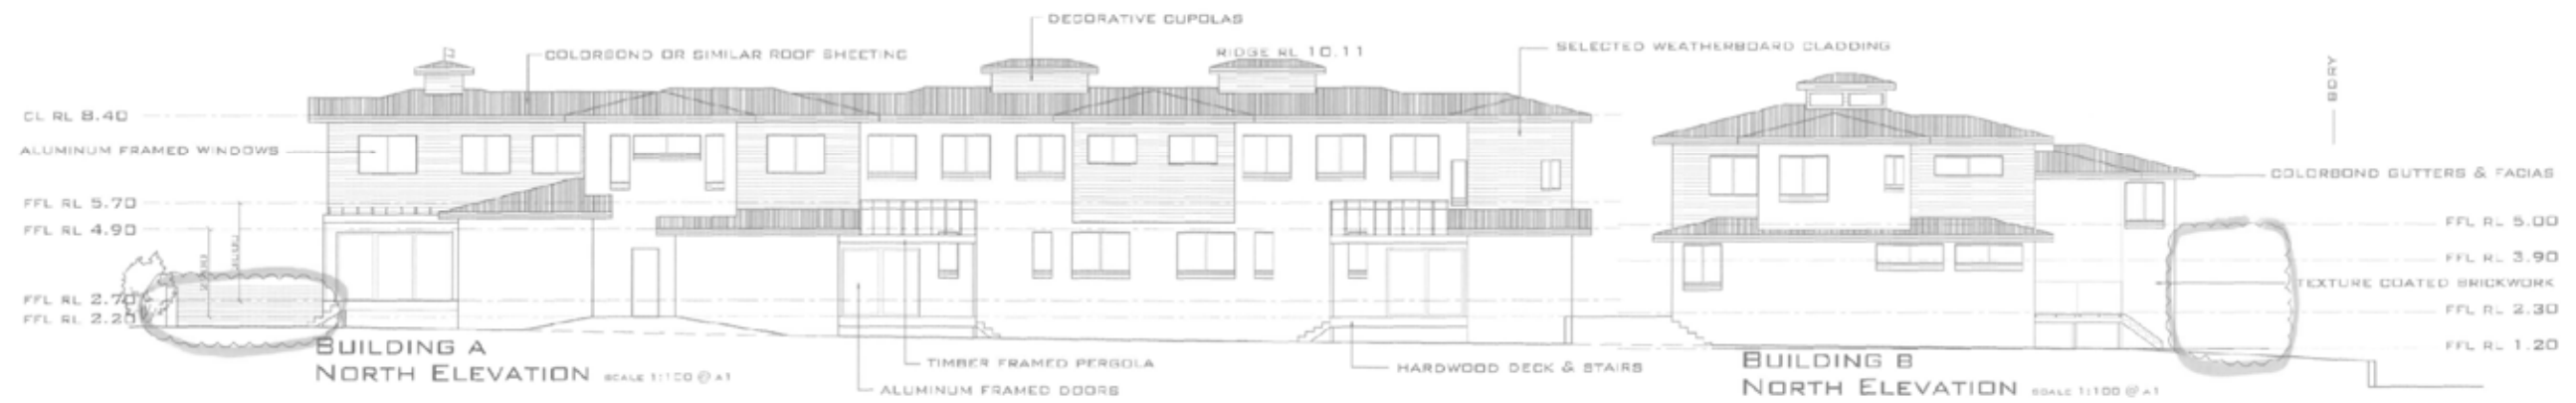 DECORATIVE CUPOLAS
COLORBOND OR SIMILAR ROOF SHEETING
RIDGE RL 10.11
SELECTED WEATHERBOARD CLADDING
BDRY
CL RL 8.40
ALUMINUM FRAMED WINDOWS
COLORBOND GUTTERS & FACIAS
FFL RL 5.70
FFL RL 4.90
FFL RL 5.00
FFL RL 3.90
TEXTURE COATED BRICKWORK
FFL RL 2.70
FFL RL 2.20
FFL RL 2.30
FFL RL 1.20
BUILDING A
NORTH ELEVATION SCALE 1:100 @ A1
TIMBER FRAMED PERGOLA
ALUMINUM FRAMED DOORS
HARDWOOD DECK & STAIRS
BUILDING B
NORTH ELEVATION SCALE 1:100 @ A1